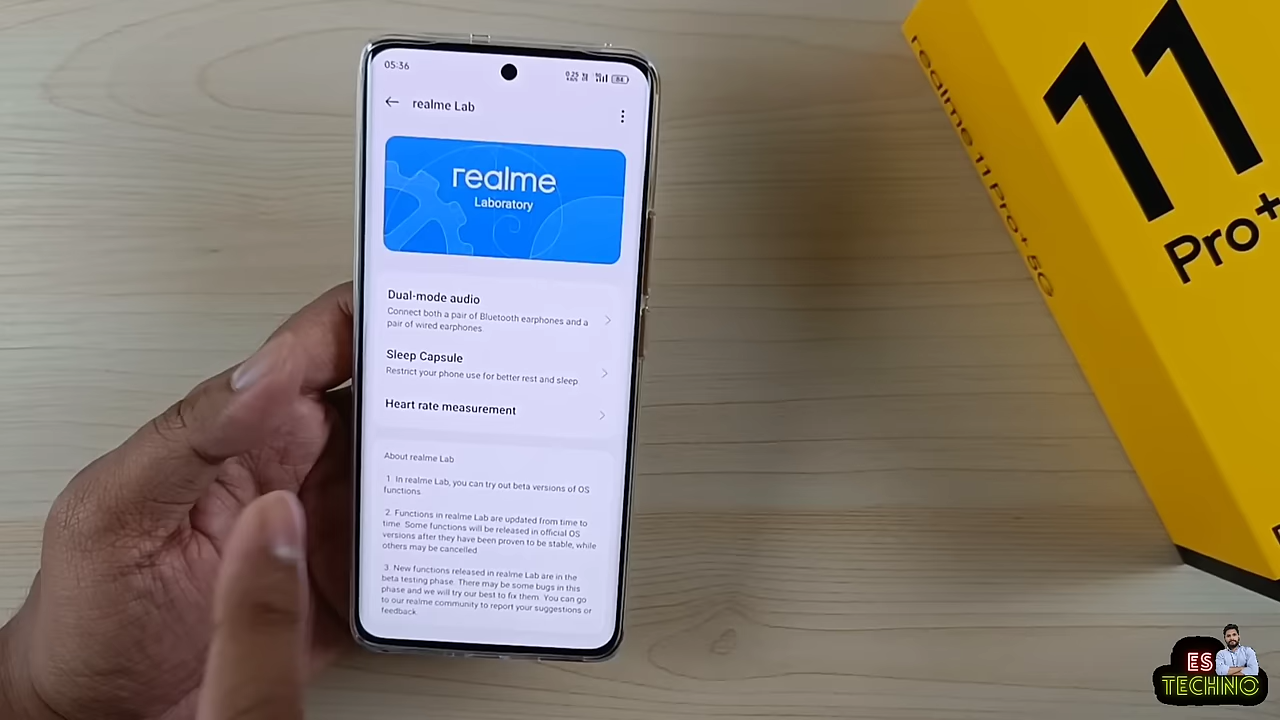 05:36
84
realme Lab
realme
Laboratory
Dual-mode audio
Connect both a pair of Bluetooth earphones and a
pair of wired earphones
Sleep Capsule
Restrict your phone use for better rest and sleep
Heart rate measurement
About realme Lab
1 In realme Lab, you can try out beta versions of OS
functions
2. Functions in realme Lab are updated from time to
time. Some functions will be released in official OS
versions after they have been proven to be stable, while
others may be cancelled
3. New functions released in realme Lab are in the
beta testing phase. There may be some bugs in this
phase and we will try our best to fix them. You can go
to our realme community to report your suggestions or
feedback.
realme 11 Pro+ 5G
11
Pro+
ES
TECHNO